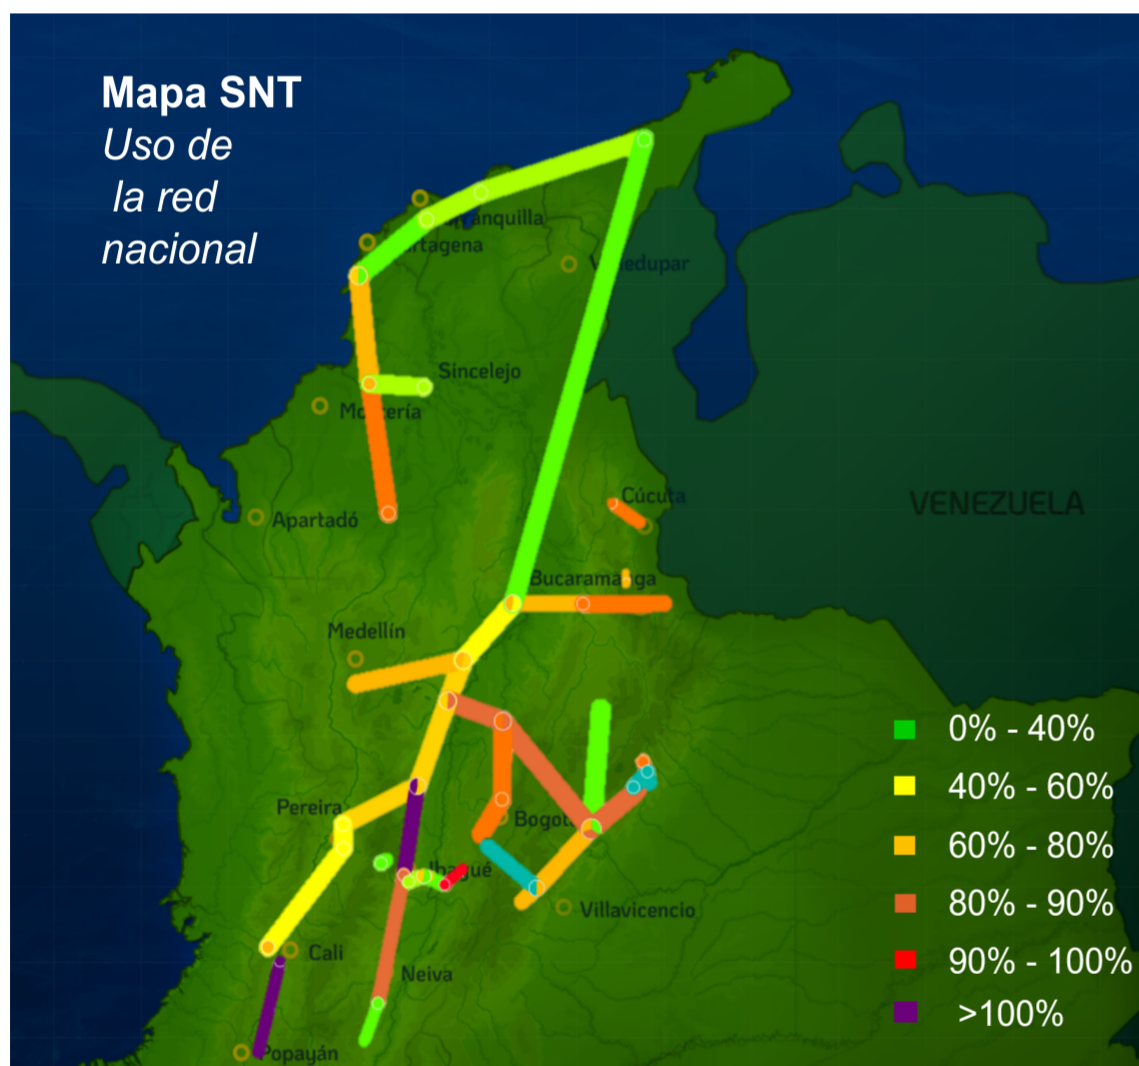 Mapa SNT
Uso de
la red
nacional
Sincelejo
Apartadó
Cúcuta
VENEZUELA
Bucaramanga
Medellín
0% - 40%
40% - 60%
Pereira
Bogotá
60% - 80%
Ibagué
Villavicencio
80% - 90%
Cali
90% - 100%
Neiva
>100%
Popayán